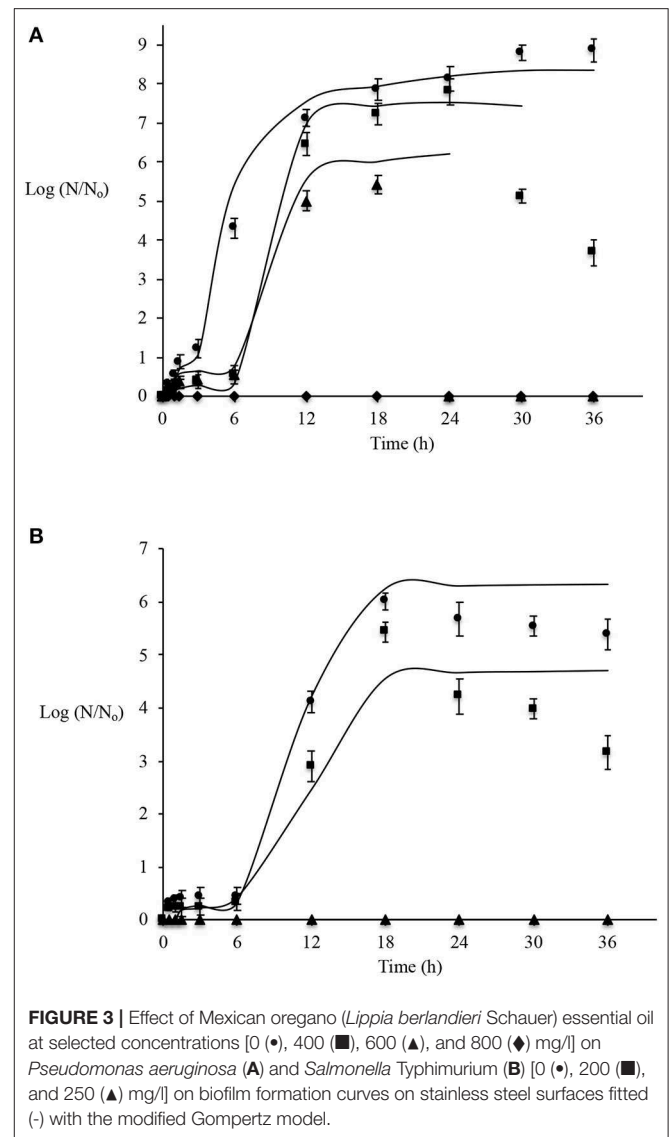 A
9
8
7
6
5
4
3
2
1
0
Log (N/N₀)
0 6 12 18 24 30 36
Time (h)
B
7
6
5
4
3
2
1
0
Log (N/N₀)
0 6 12 18 24 30 36
Time (h)
FIGURE 3 | Effect of Mexican oregano (Lippia berlandieri Schauer) essential oil
at selected concentrations [0 (•), 400 (■), 600 (▲), and 800 (◆) mg/l] on
Pseudomonas aeruginosa (A) and Salmonella Typhimurium (B) [0 (•), 200 (■),
and 250 (▲) mg/l] on biofilm formation curves on stainless steel surfaces fitted
(-) with the modified Gompertz model.